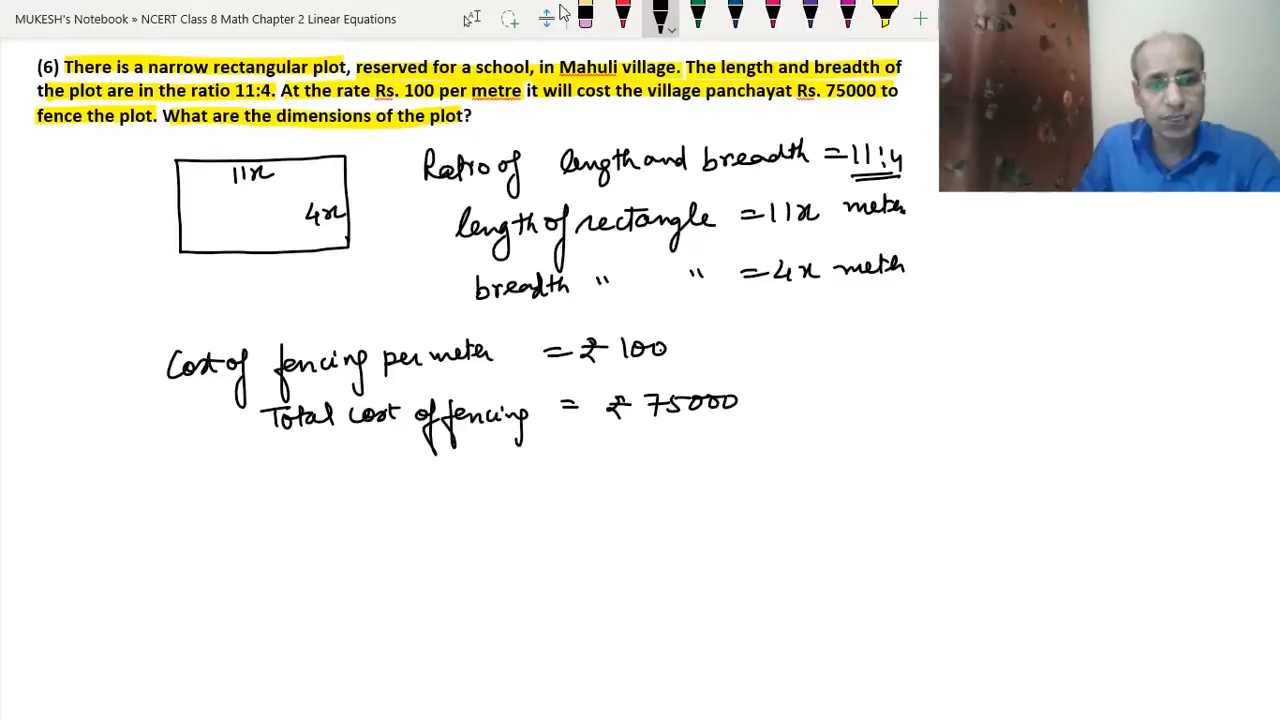 MUKESH's Notebook » NCERT Class 8 Math Chapter 2 Linear Equations
(6) There is a narrow rectangular plot, reserved for a school, in Mahuli village. The length and breadth of
the plot are in the ratio 11:4. At the rate Rs. 100 per metre it will cost the village panchayat Rs. 75000 to
fence the plot. What are the dimensions of the plot?
11x
4x
Ratio of length and breadth = 11:4
length of rectangle = 11x meter
breadth " " = 4x meter
Cost of fencing per meter = ₹ 100
Total cost of fencing = ₹ 75000